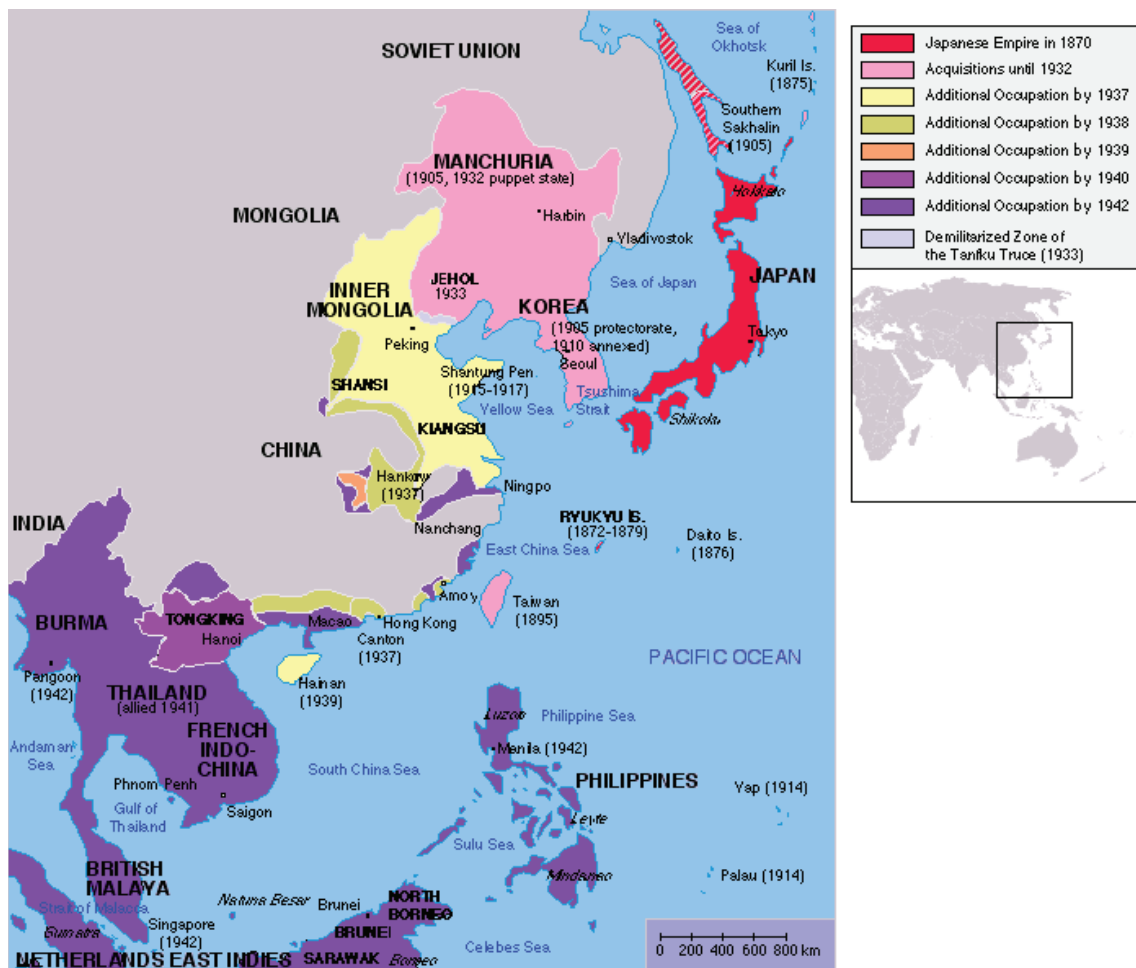 SOVIET UNION
Sea of
Okhotsk
Kuril Is.
(1875)
Southern
Sakhalin
(1905)
MANCHURIA
(1905, 1932 puppet state)
Harbin
Hokkaio
MONGOLIA
Vladivostok
Sea of Japan
JAPAN
JEHOL
1933
INNER
MONGOLIA
KOREA
(1905 protectorate,
1910 annexed)
Seoul
Tokyo
Peking
Shantung Pen.
(1915-1917)
SHANSI
Tsushima
Strait
Yellow Sea
Shikoku
KIANGSU
CHINA
Hankow
(1937)
Ningpo
Nanchang
RYUKYU IS.
(1872-1879)
Daito Is.
(1876)
East China Sea
INDIA
Amoy
Taiwan
(1895)
BURMA
TONGKING
Hanoi
Macao
Hong Kong
Canton
(1937)
PACIFIC OCEAN
Pangoon
(1942)
Hainan
(1939)
THAILAND
(allied 1941)
Luzon
Philippine Sea
FRENCH
INDO-
CHINA
Manila (1942)
Andaman
Sea
South China Sea
PHILIPPINES
Phnom Penh
Saigon
Yap (1914)
Gulf of
Thailand
Leyte
Sulu Sea
BRITISH
MALAYA
Mindanao
Palau (1914)
Natuna Besar
Brunei
NORTH
BORNEO
Strait of Malacca
Singapore
(1942)
Sumatra
BRUNEI
Celebes Sea
NETHERLANDS EAST INDIES
SARAWAK
Borneo
0 200 400 600 800 km
Japanese Empire in 1870
Acquisitions until 1932
Additional Occupation by 1937
Additional Occupation by 1938
Additional Occupation by 1939
Additional Occupation by 1940
Additional Occupation by 1942
Demilitarized Zone of
the Tanfku Truce (1933)